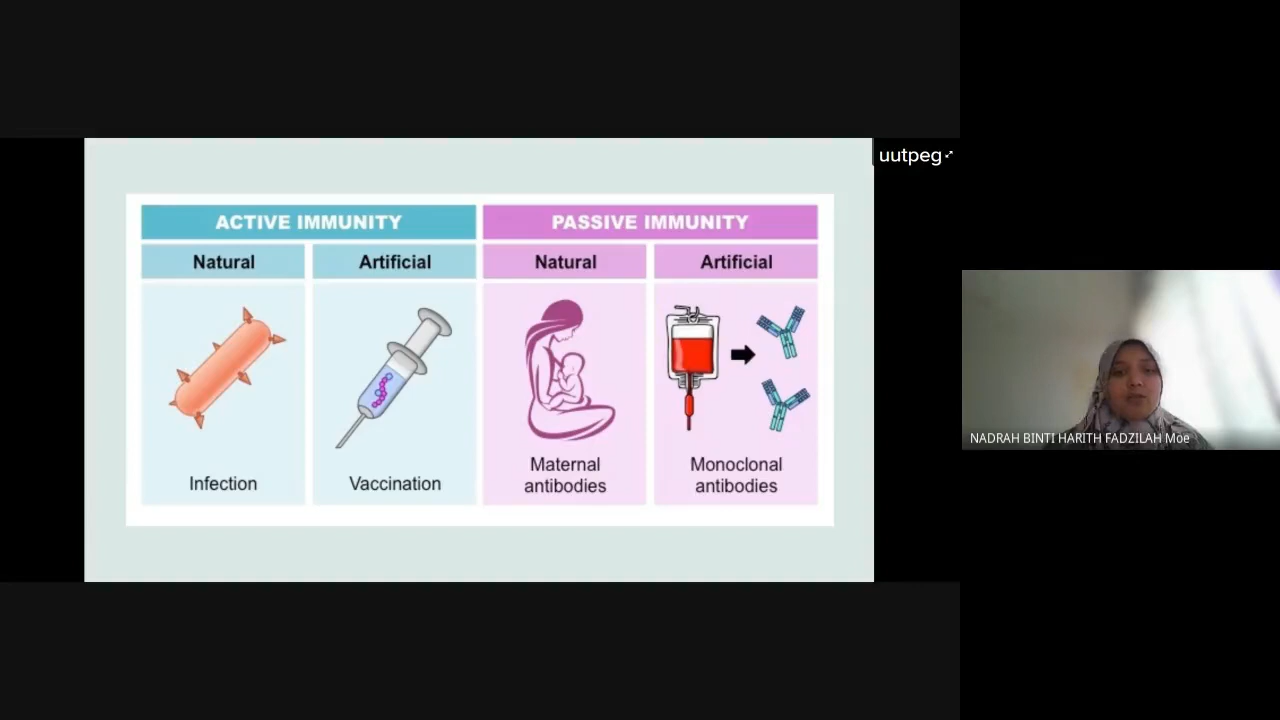 uutpeg
ACTIVE IMMUNITY
PASSIVE IMMUNITY
Natural
Artificial
Natural
Artificial
Infection
Vaccination
Maternal
antibodies
Monoclonal
antibodies
NADRAH BINTI HARITH FADZILAH Moe